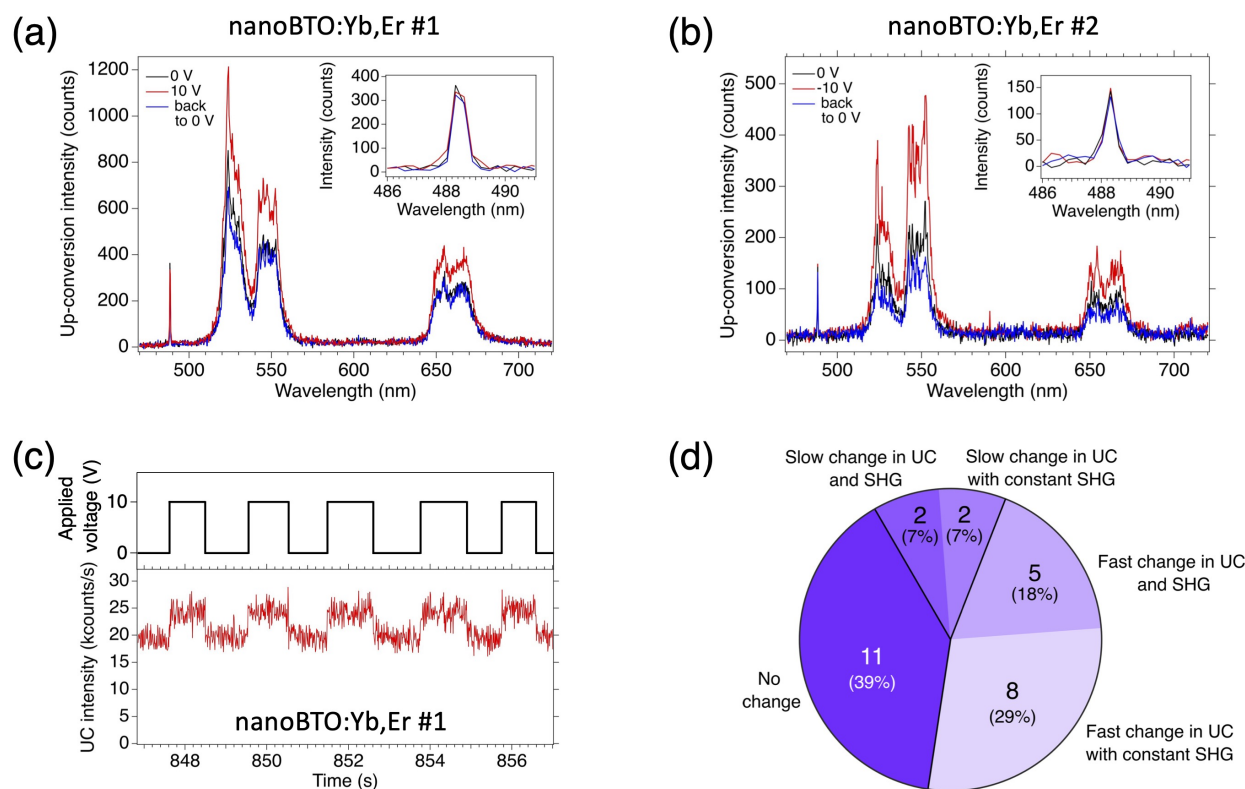 (a)
nanoBTO:Yb,Er #1
Up-conversion intensity (counts)
1200
1000
800
600
400
200
0
0 V
10 V
back
to 0 V
Intensity (counts)
400
300
200
100
0
486
488
490
Wavelength (nm)
500
550
600
650
700
Wavelength (nm)
(b)
nanoBTO:Yb,Er #2
Up-conversion intensity (counts)
500
400
300
200
100
0
0 V
-10 V
back
to 0 V
Intensity (counts)
150
100
50
0
486
488
490
Wavelength (nm)
500
550
600
650
700
Wavelength (nm)
(c)
Applied
voltage (V)
10
0
UC intensity (kcounts/s)
30
25
20
15
10
5
0
nanoBTO:Yb,Er #1
848
850
852
854
856
Time (s)
(d)
Slow change in UC
and SHG
Slow change in UC
with constant SHG
2
(7%)
2
(7%)
5
(18%)
Fast change in UC
and SHG
11
(39%)
No
change
8
(29%)
Fast change in UC
with constant SHG